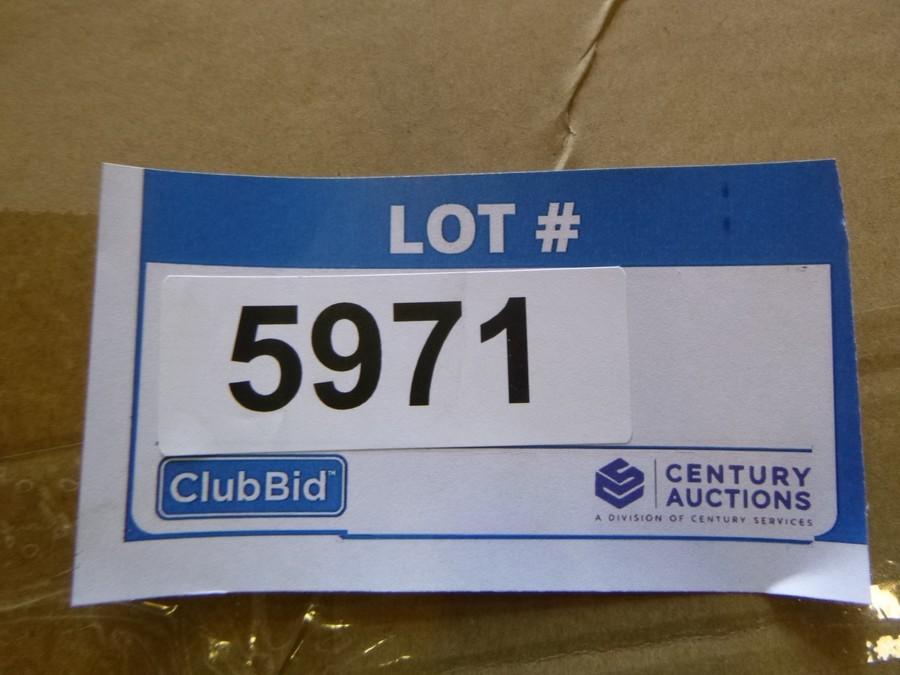 LOT #
5971
ClubBid™
CENTURY
AUCTIONS
A DIVISION OF CENTURY SERVICES